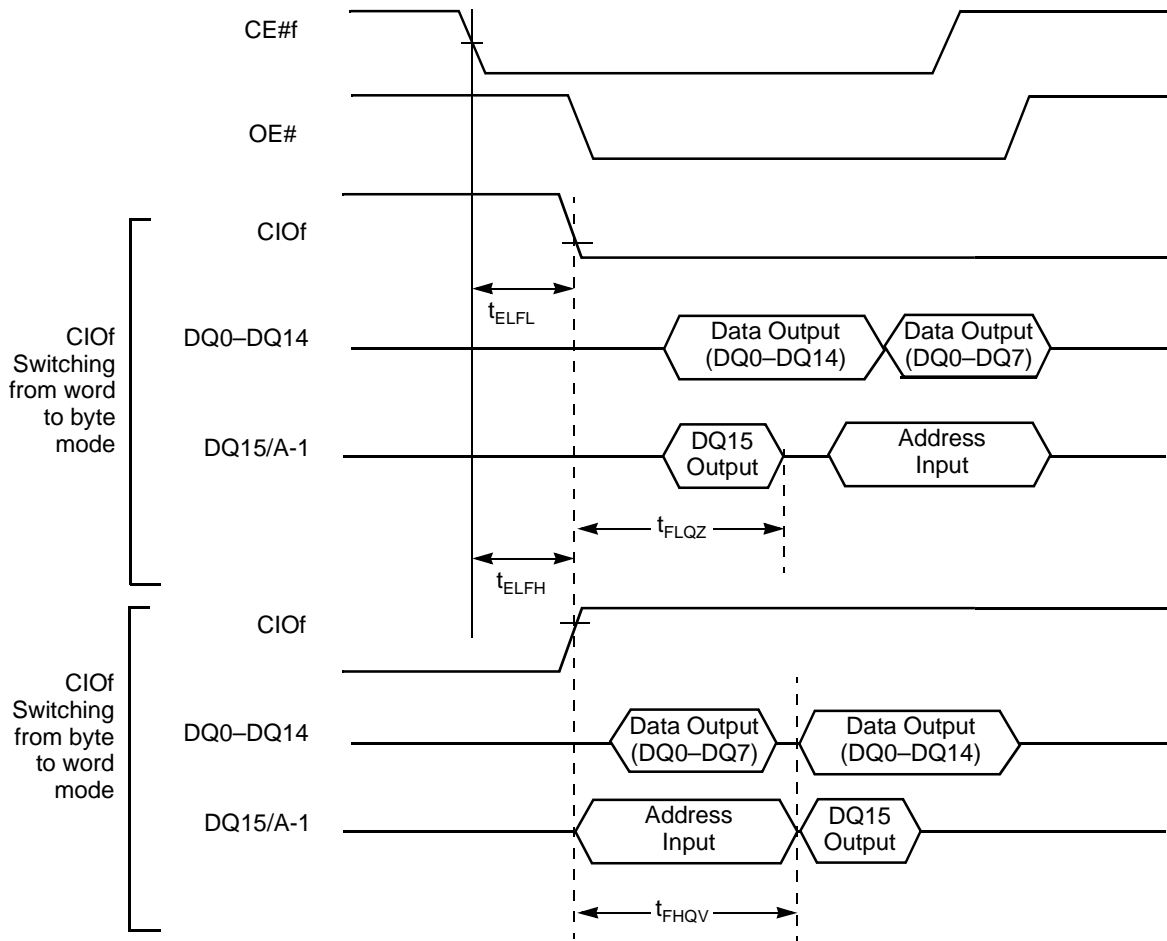 CE#f
OE#
CIOf
tELFL
CIOf
Switching
from word
to byte
mode
DQ0–DQ14
Data Output
(DQ0–DQ14)
Data Output
(DQ0–DQ7)
DQ15/A-1
DQ15
Output
Address
Input
tFLQZ
tELFH
CIOf
CIOf
Switching
from byte
to word
mode
DQ0–DQ14
Data Output
(DQ0–DQ7)
Data Output
(DQ0–DQ14)
DQ15/A-1
Address
Input
DQ15
Output
tFHQV